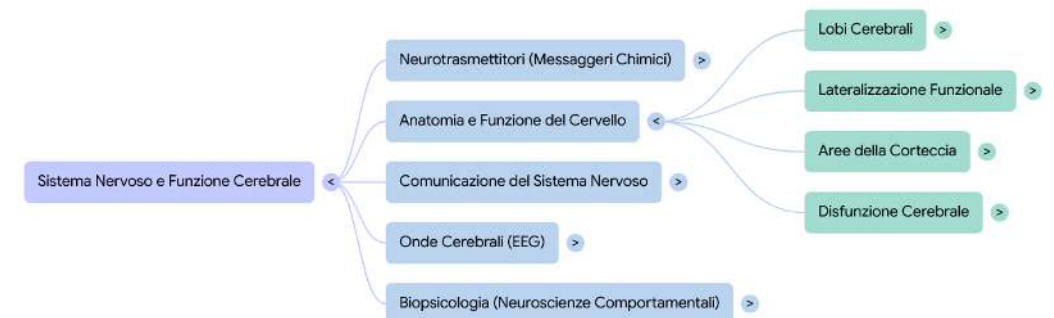 Sistema Nervoso e Funzione Cerebrale
<
Neurotrasmettitori (Messaggeri Chimici)
>
Anatomia e Funzione del Cervello
<
Comunicazione del Sistema Nervoso
>
Onde Cerebrali (EEG)
>
Biopsicologia (Neuroscienze Comportamentali)
>
Lobi Cerebrali
>
Lateralizzazione Funzionale
>
Aree della Corteccia
>
Disfunzione Cerebrale
>